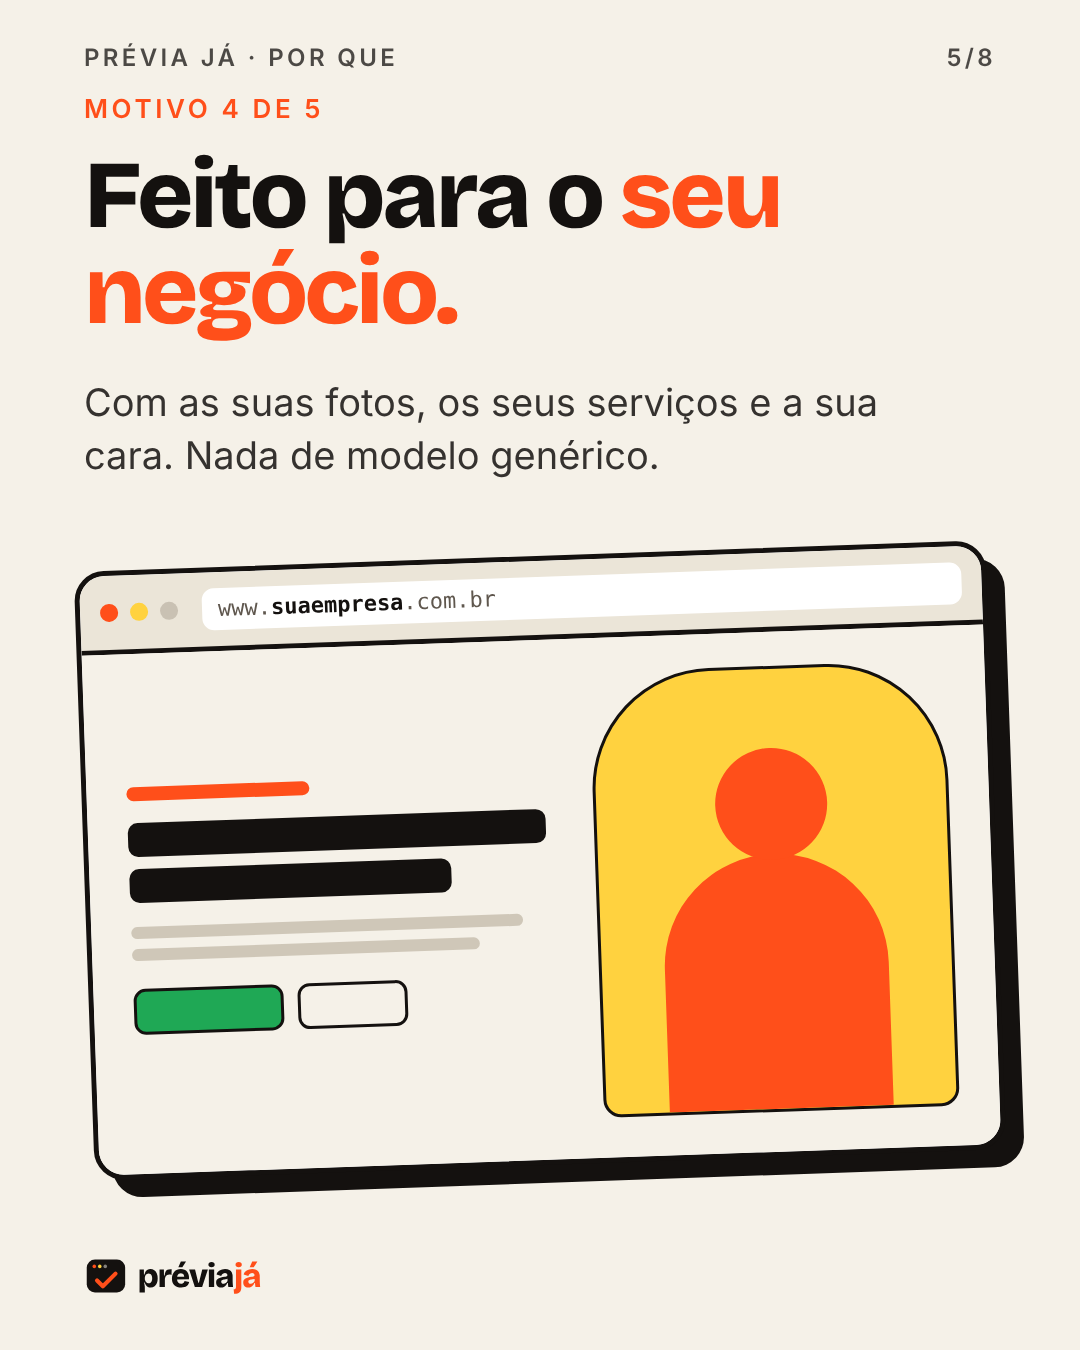 PRÉVIA JÁ · POR QUE
5/8
MOTIVO 4 DE 5
Feito para o seu
negócio.
Com as suas fotos, os seus serviços e a sua
cara. Nada de modelo genérico.
www.suaempresa.com.br
préviajá